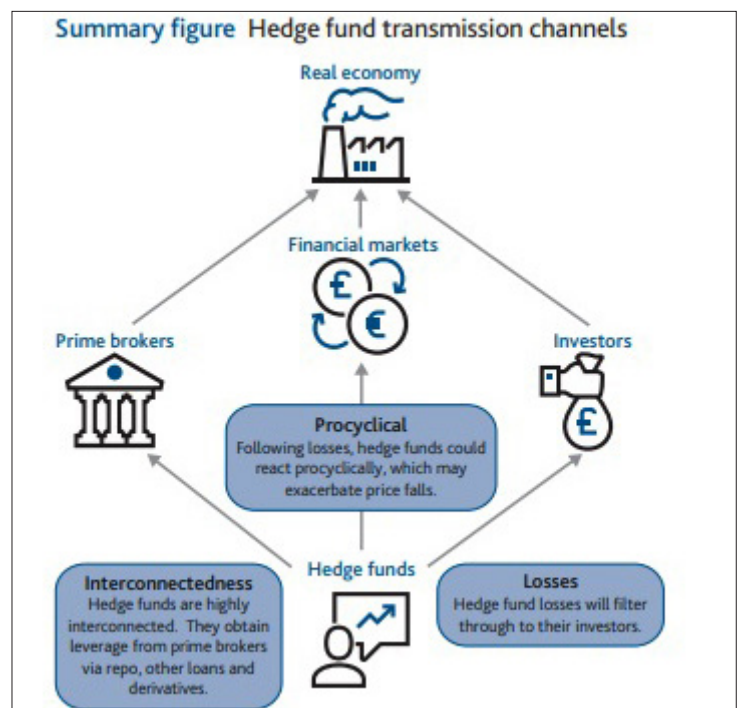 Summary figure Hedge fund transmission channels
Real economy
Financial markets
£
€
Prime brokers
Investors
£
Procyclical
Following losses, hedge funds could
react procyclically, which may
exacerbate price falls.
Hedge funds
Interconnectedness
Hedge funds are highly
interconnected. They obtain
leverage from prime brokers
via repo, other loans and
derivatives.
Losses
Hedge fund losses will filter
through to their investors.